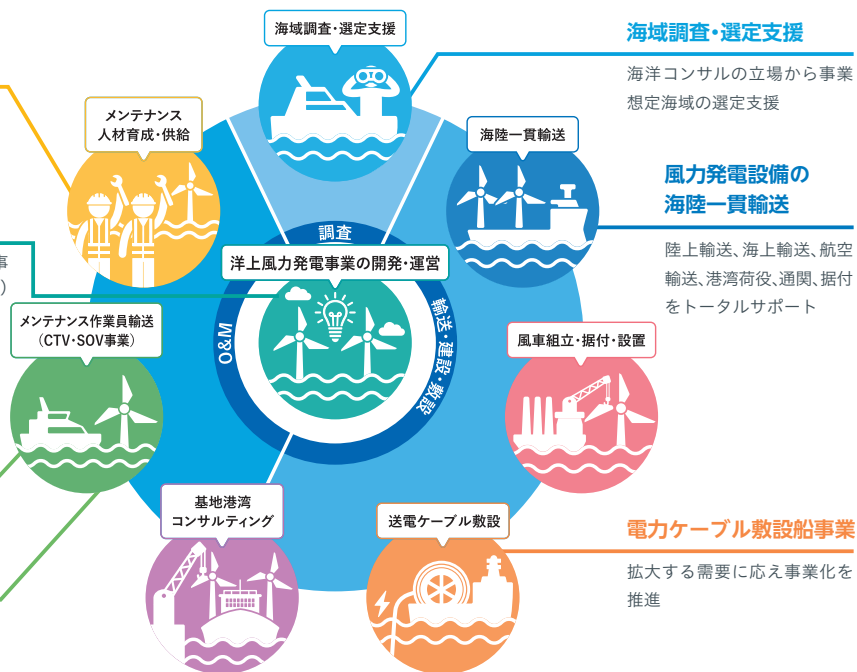 海域調査・選定支援
海域調査・選定支援
海洋コンサルの立場から事業
想定海域の選定支援
メンテナンス
人材育成・供給
海陸一貫輸送
風力発電設備の
海陸一貫輸送
陸上輸送、海上輸送、航空
輸送、港湾荷役、通関、据付
をトータルサポート
調査
洋上風力発電事業の開発・運営
事
）
O&M
輸送・建設・敷設
メンテナンス作業員輸送
（CTV・SOV事業）
風車組立・据付・設置
基地港湾
コンサルティング
送電ケーブル敷設
電力ケーブル敷設船事業
拡大する需要に応え事業化を
推進